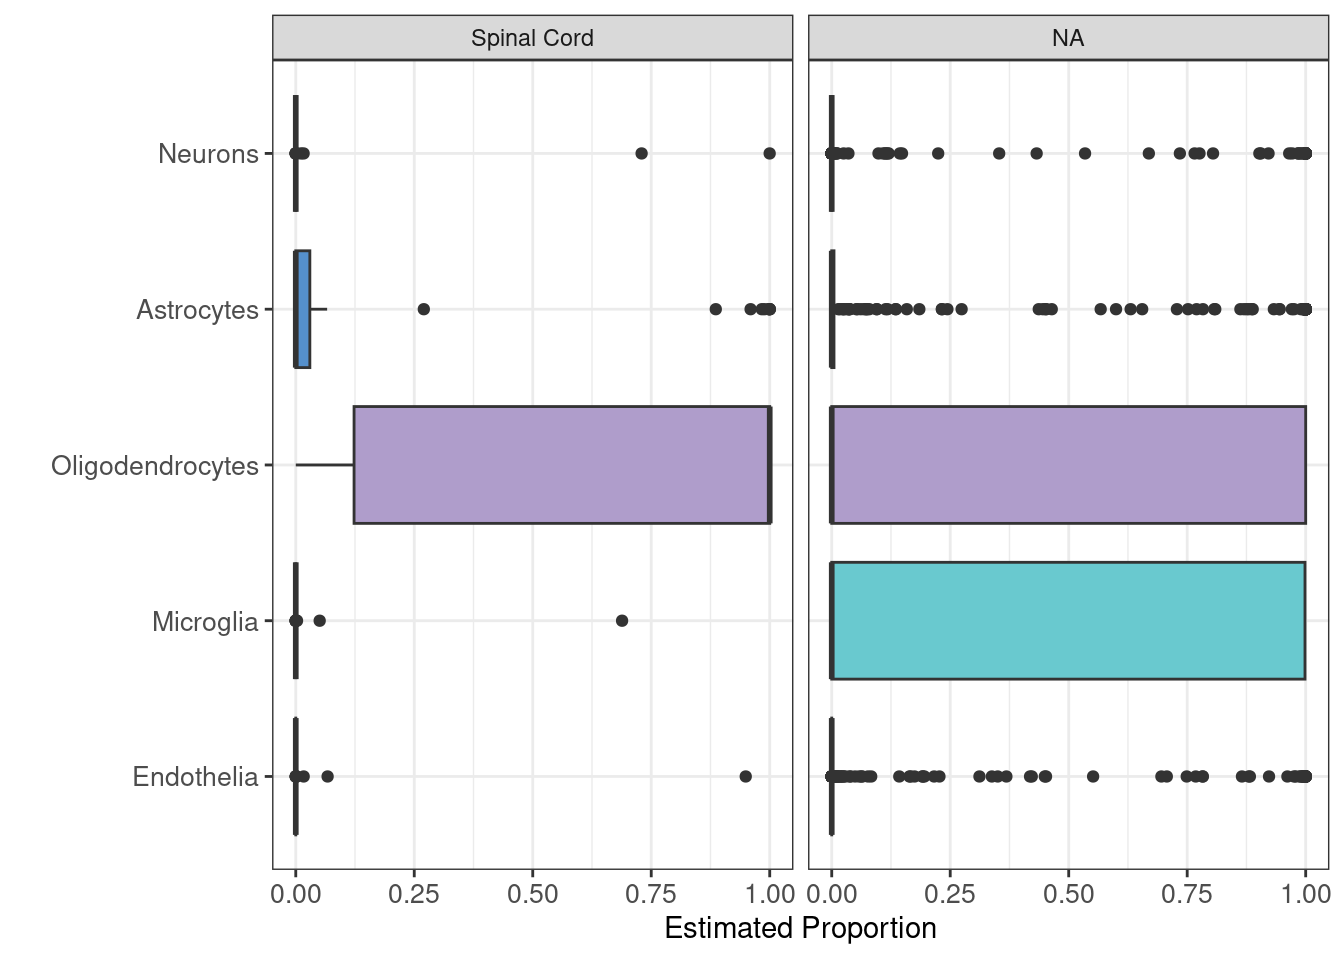 Spinal Cord
NA
Neurons
Astrocytes
Oligodendrocytes
Microglia
Endothelia
0.00 0.25 0.50 0.75 1.00 0.00 0.25 0.50 0.75 1.00
Estimated Proportion